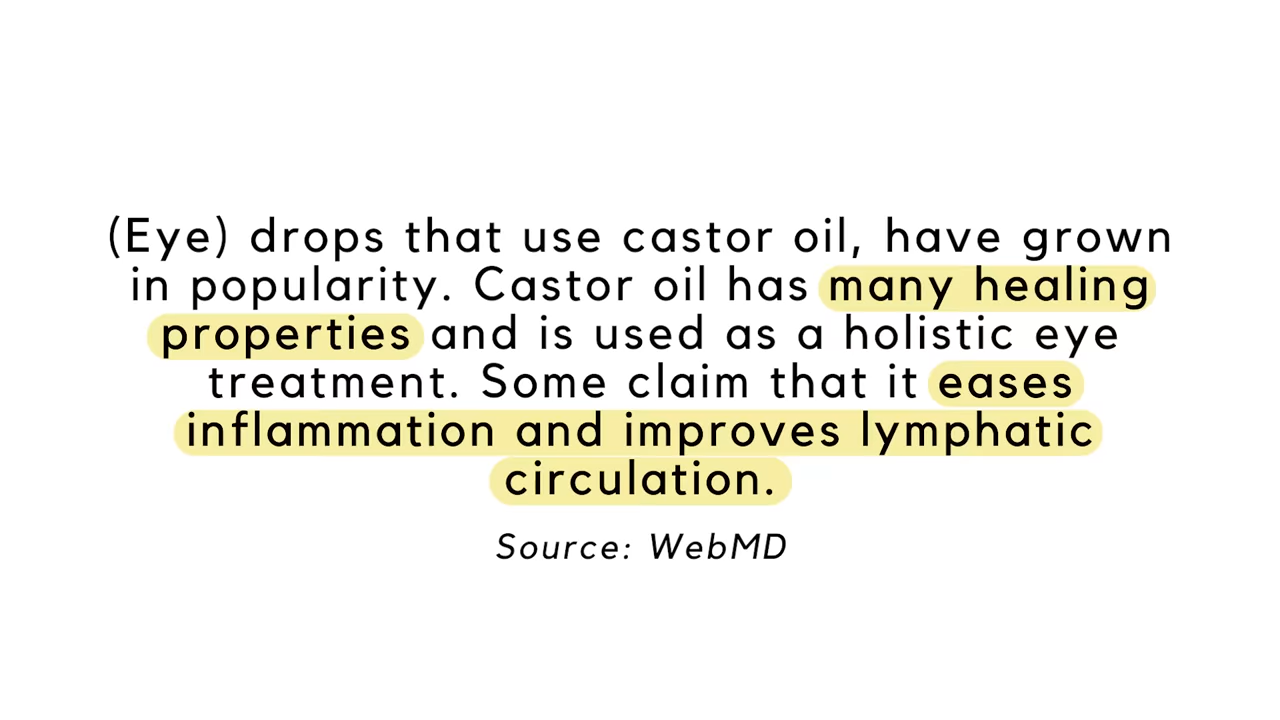 (Eye) drops that use castor oil, have grown
in popularity. Castor oil has many healing
properties and is used as a holistic eye
treatment. Some claim that it eases
inflammation and improves lymphatic
circulation.
Source: WebMD